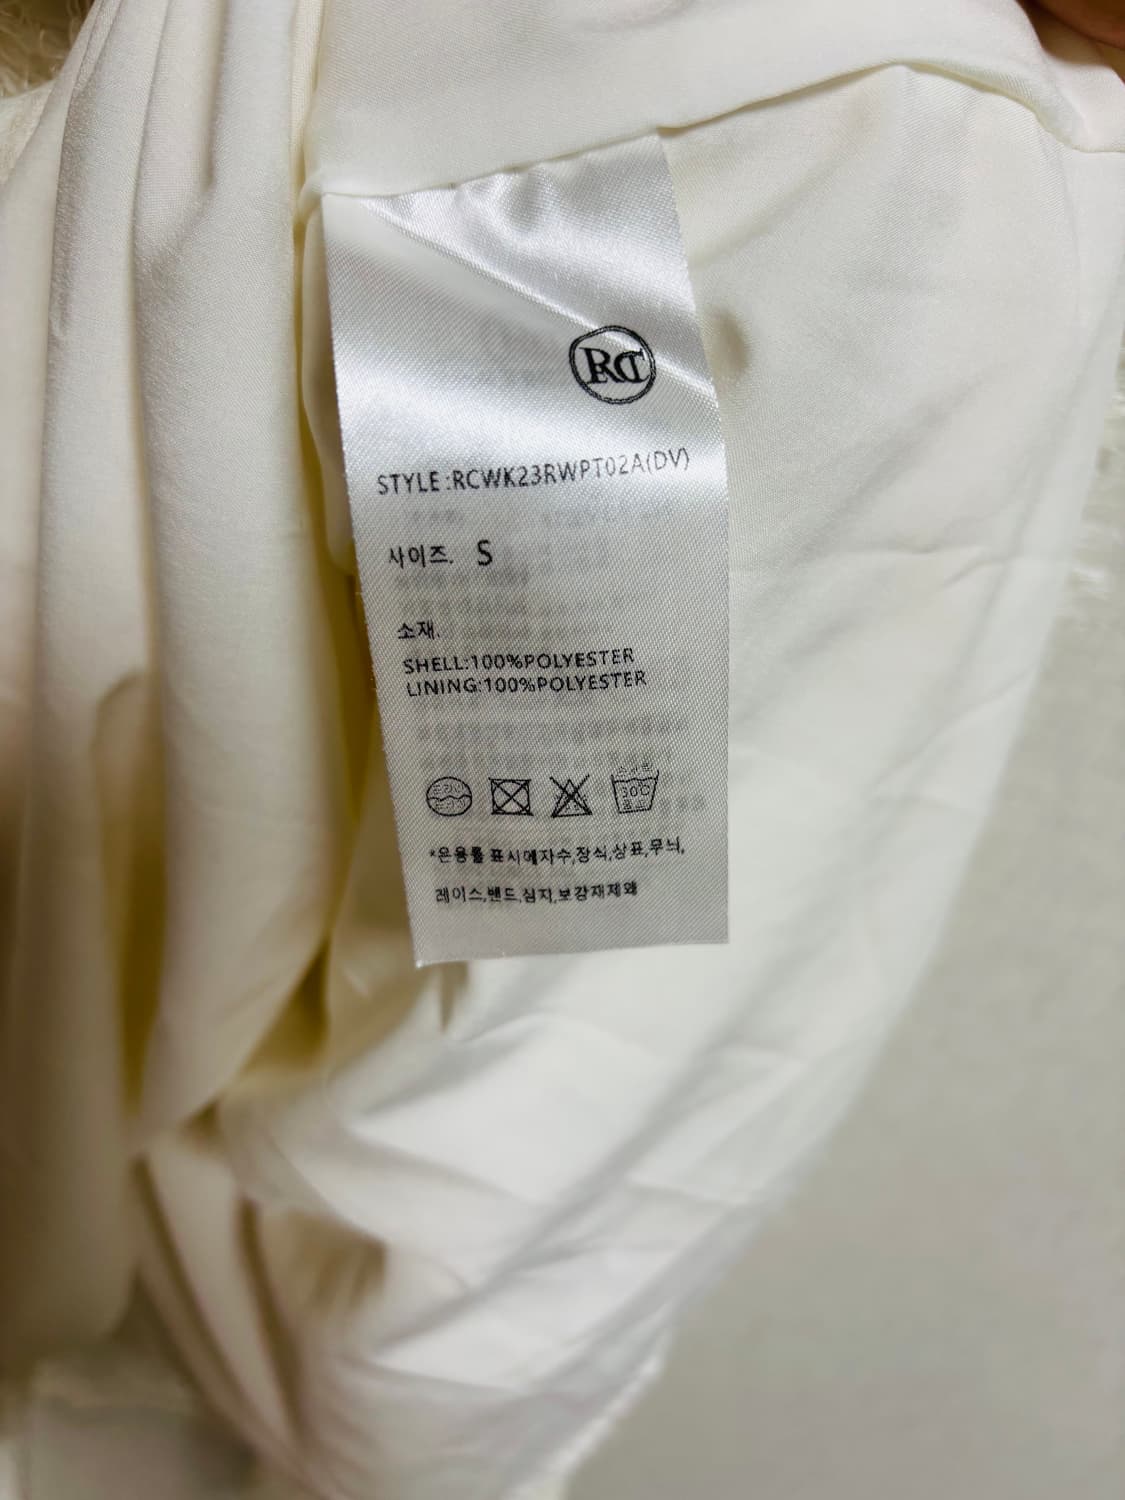 RC
STYLE:RCWK23RWPT02A(DV)
사이즈. S
소재.
SHELL:100%POLYESTER
LINING:100%POLYESTER
30℃
*은용률 표시에자수,장식,상표,무늬,
레이스,밴드,심지,보강재제왜